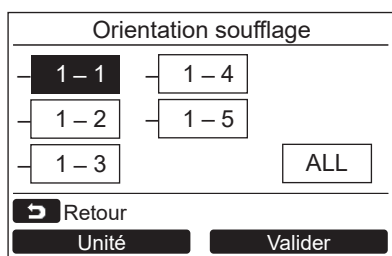 Orientation soufflage
1 – 1
1 – 4
1 – 2
1 – 5
1 – 3
ALL
Retour
Unité
Valider